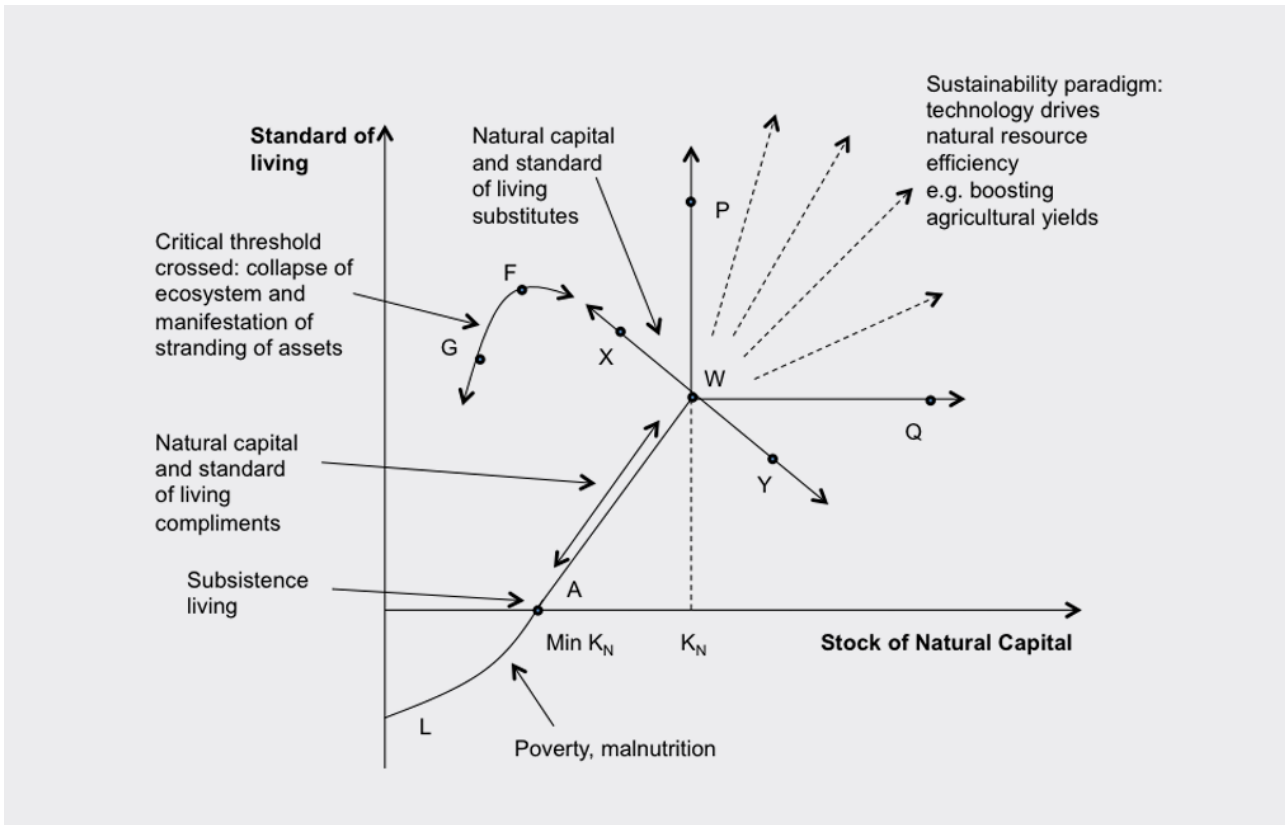 Sustainability paradigm:
technology drives
natural resource
efficiency
e.g. boosting
agricultural yields
Standard of
living
Natural capital
and standard
of living
substitutes
P
Critical threshold
crossed: collapse of
ecosystem and
manifestation of
stranding of assets
F
G
X
W
Q
Y
Natural capital
and standard
of living
compliments
Subsistence
living
A
Min KN
KN
Stock of Natural Capital
L
Poverty, malnutrition